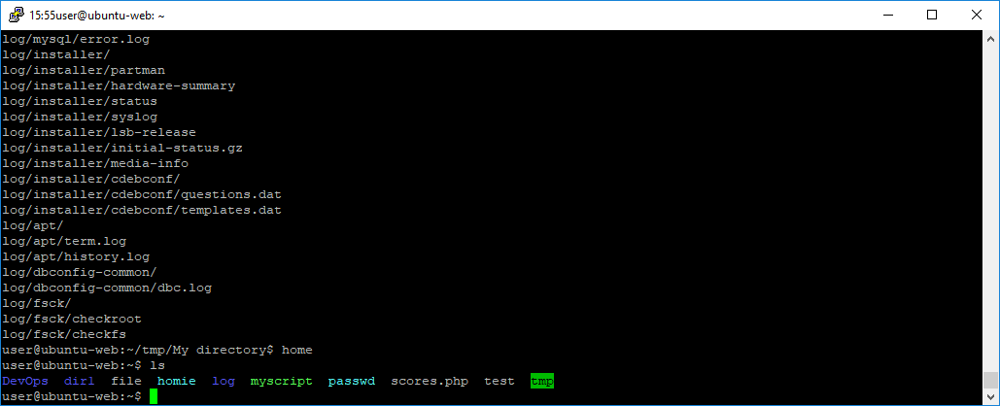 15:55user@ubuntu-web: ~
log/mysql/error.log
log/installer/
log/installer/partman
log/installer/hardware-summary
log/installer/status
log/installer/syslog
log/installer/lsb-release
log/installer/initial-status.gz
log/installer/media-info
log/installer/cdebconf/
log/installer/cdebconf/questions.dat
log/installer/cdebconf/templates.dat
log/apt/
log/apt/term.log
log/apt/history.log
log/dbconfig-common/
log/dbconfig-common/dbc.log
log/fsck/
log/fsck/checkroot
log/fsck/checkfs
user@ubuntu-web:~/tmp/My directory$ home
user@ubuntu-web:~$ ls
DevOps dir1 file homie log myscript passwd scores.php test tmp
user@ubuntu-web:~$